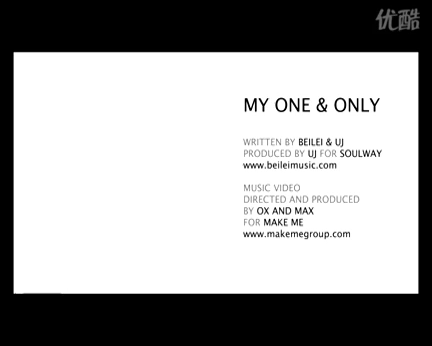 优酷
MY ONE & ONLY
WRITTEN BY BEILEI & UJ
PRODUCED BY UJ FOR SOULWAY
www.beileimusic.com
MUSIC VIDEO
DIRECTED AND PRODUCED
BY OX AND MAX
FOR MAKE ME
www.makemegroup.com